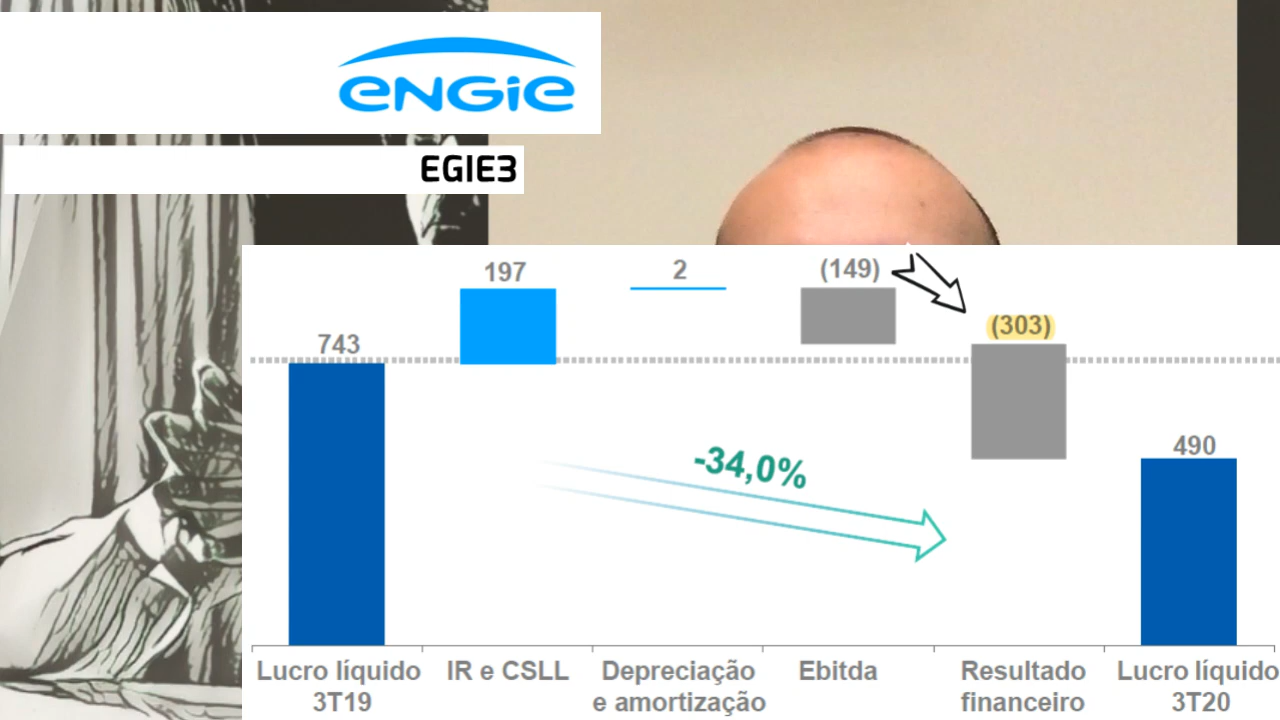 ENGIE
EGIE3
197
2
(149)
(303)
743
490
-34,0%
Lucro líquido
3T19
IR e CSLL
Depreciação
e amortização
Ebitda
Resultado
financeiro
Lucro líquido
3T20